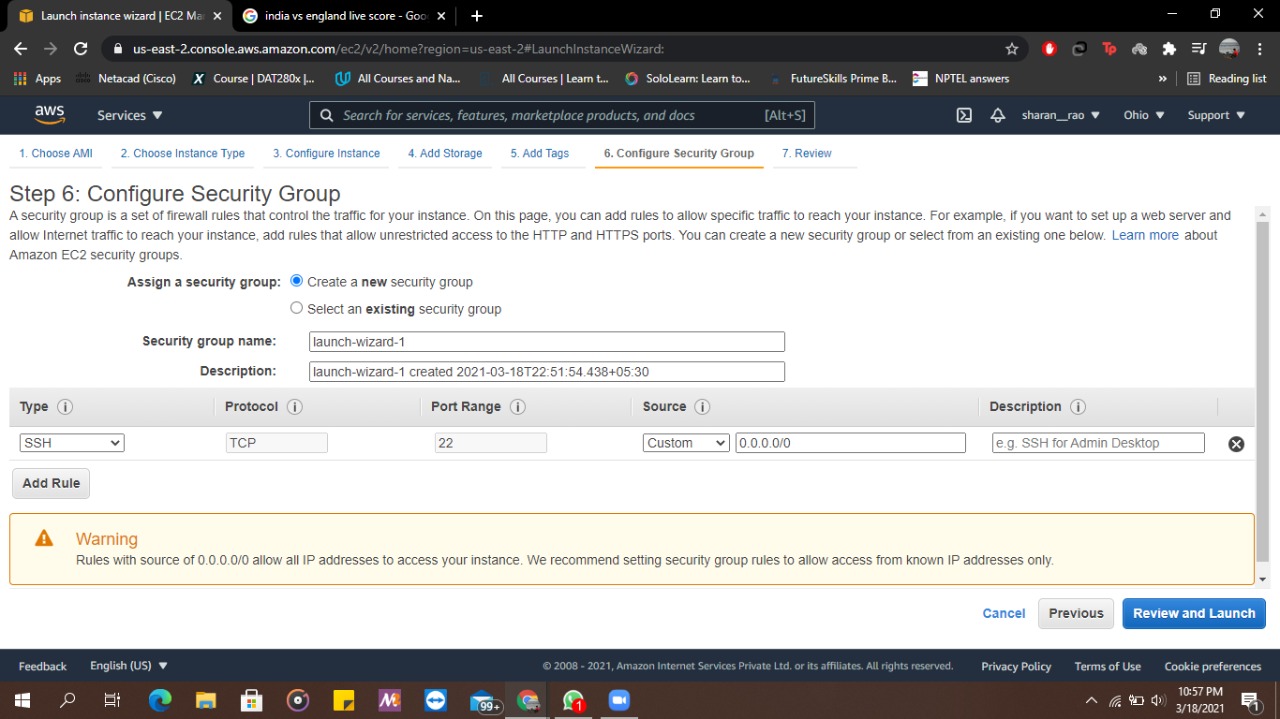 Launch instance wizard | EC2 Ma
india vs england live score - Goo
us-east-2.console.aws.amazon.com/ec2/v2/home?region=us-east-2#LaunchInstanceWizard:
Apps
Netacad (Cisco)
Course | DAT280x |...
All Courses and Na...
All Courses | Learn t...
SoloLearn: Learn to...
FutureSkills Prime B...
NPTEL answers
»
Reading list
aws
Services
Search for services, features, marketplace products, and docs
[Alt+S]
sharan__rao
Ohio
Support
1. Choose AMI
2. Choose Instance Type
3. Configure Instance
4. Add Storage
5. Add Tags
6. Configure Security Group
7. Review
Step 6: Configure Security Group
A security group is a set of firewall rules that control the traffic for your instance. On this page, you can add rules to allow specific traffic to reach your instance. For example, if you want to set up a web server and
allow Internet traffic to reach your instance, add rules that allow unrestricted access to the HTTP and HTTPS ports. You can create a new security group or select from an existing one below. Learn more about
Amazon EC2 security groups.
Assign a security group:
Create a new security group
Select an existing security group
Security group name:
launch-wizard-1
Description:
launch-wizard-1 created 2021-03-18T22:51:54.438+05:30
Type
Protocol
Port Range
Source
Description
SSH
TCP
22
Custom
0.0.0.0/0
e.g. SSH for Admin Desktop
Add Rule
Warning
Rules with source of 0.0.0.0/0 allow all IP addresses to access your instance. We recommend setting security group rules to allow access from known IP addresses only.
Cancel
Previous
Review and Launch
Feedback
English (US)
© 2008 - 2021, Amazon Internet Services Private Ltd. or its affiliates. All rights reserved.
Privacy Policy
Terms of Use
Cookie preferences
99+
1
10:57 PM
3/18/2021
1